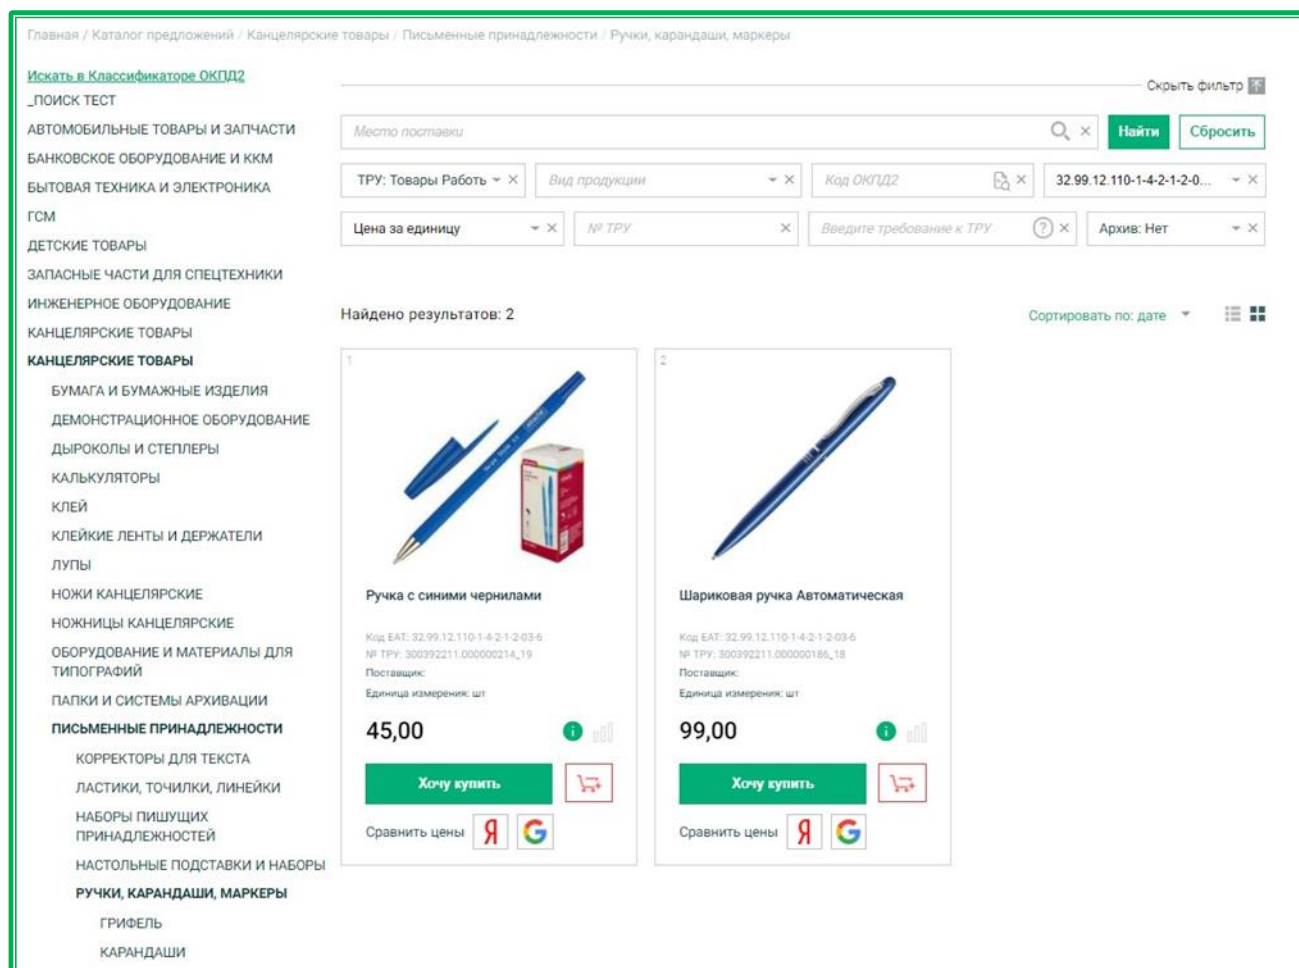 Главная / Каталог предложений / Канцелярские товары / Письменные принадлежности / Ручки, карандаши, маркеры
Искать в Классификаторе ОКПД2
_ПОИСК ТЕСТ
АВТОМОБИЛЬНЫЕ ТОВАРЫ И ЗАПЧАСТИ
БАНКОВСКОЕ ОБОРУДОВАНИЕ И ККМ
БЫТОВАЯ ТЕХНИКА И ЭЛЕКТРОНИКА
ГСМ
ДЕТСКИЕ ТОВАРЫ
ЗАПАСНЫЕ ЧАСТИ ДЛЯ СПЕЦТЕХНИКИ
ИНЖЕНЕРНОЕ ОБОРУДОВАНИЕ
КАНЦЕЛЯРСКИЕ ТОВАРЫ
КАНЦЕЛЯРСКИЕ ТОВАРЫ
БУМАГА И БУМАЖНЫЕ ИЗДЕЛИЯ
ДЕМОНСТРАЦИОННОЕ ОБОРУДОВАНИЕ
ДЫРОКОЛЫ И СТЕПЛЕРЫ
КАЛЬКУЛЯТОРЫ
КЛЕЙ
КЛЕЙКИЕ ЛЕНТЫ И ДЕРЖАТЕЛИ
ЛУПЫ
НОЖИ КАНЦЕЛЯРСКИЕ
НОЖНИЦЫ КАНЦЕЛЯРСКИЕ
ОБОРУДОВАНИЕ И МАТЕРИАЛЫ ДЛЯ
ТИПОГРАФИЙ
ПАПКИ И СИСТЕМЫ АРХИВАЦИИ
ПИСЬМЕННЫЕ ПРИНАДЛЕЖНОСТИ
КОРРЕКТОРЫ ДЛЯ ТЕКСТА
ЛАСТИКИ, ТОЧИЛКИ, ЛИНЕЙКИ
НАБОРЫ ПИШУЩИХ
ПРИНАДЛЕЖНОСТЕЙ
НАСТОЛЬНЫЕ ПОДСТАВКИ И НАБОРЫ
РУЧКИ, КАРАНДАШИ, МАРКЕРЫ
ГРИФЕЛЬ
КАРАНДАШИ
Скрыть фильтр
Место поставки
Найти
Сбросить
ТРУ: Товары Работь
Вид продукции
Код ОКПД2
32.99.12.110-1-4-2-1-2-0...
Цена за единицу
№ ТРУ
Введите требование к ТРУ
?
Архив: Нет
Найдено результатов: 2
Сортировать по: дате
1
Ручка с синими чернилами
Код ЕАТ: 32.99.12.110-1-4-2-1-2-03-6
№ ТРУ: 300392211.000000214_19
Поставщик:
Единица измерения: шт
45,00
i
Хочу купить
Сравнить цены
Я
G
2
Шариковая ручка Автоматическая
Код ЕАТ: 32.99.12.110-1-4-2-1-2-03-6
№ ТРУ: 300392211.000000186_18
Поставщик:
Единица измерения: шт
99,00
i
Хочу купить
Сравнить цены
Я
G